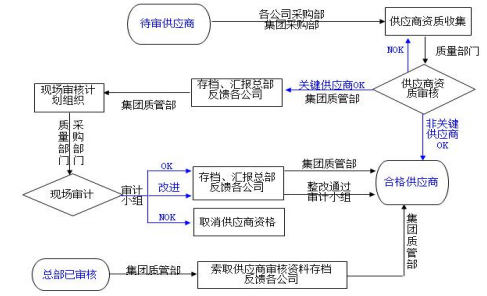 待审供应商
各公司采购部
集团采购部
供应商资质收集
NOK
质量部门
供应商资
质审核
关键供应商OK
集团质管部
存档、汇报总部
反馈各公司
集团质管部
现场审核计
划组织
非关键
供应商
OK
质量部门
采购部门
现场审计
审计
小组
OK
改进
NOK
存档、汇报总部
反馈各公司
集团质管部
整改通过
审计小组
合格供应商
取消供应商资格
集团质管部
总部已审核
集团质管部
索取供应商审核资料存档
反馈各公司